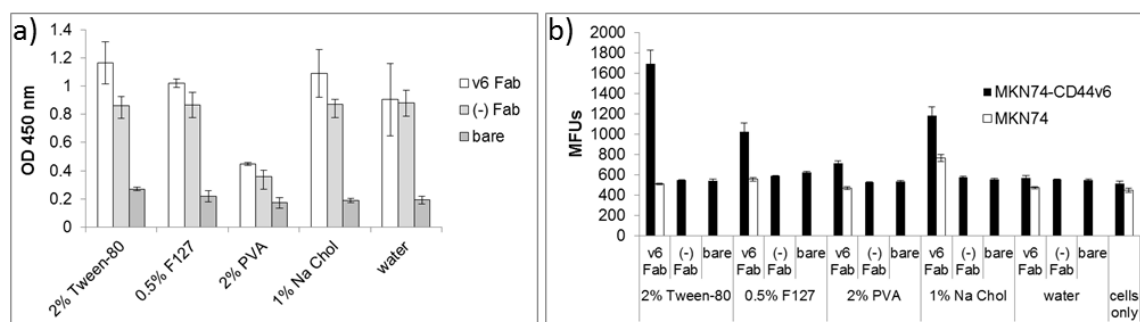 a)
OD 450 nm
1.4
1.2
1
0.8
0.6
0.4
0.2
0
2% Tween-80
0.5% F127
2% PVA
1% Na Chol
water
v6 Fab
(-) Fab
bare
b)
MFUs
2000
1800
1600
1400
1200
1000
800
600
400
200
0
MKN74-CD44v6
MKN74
v6 Fab (-) Fab bare v6 Fab (-) Fab bare v6 Fab (-) Fab bare v6 Fab (-) Fab bare v6 Fab (-) Fab bare
2% Tween-80 0.5% F127 2% PVA 1% Na Chol water cells only